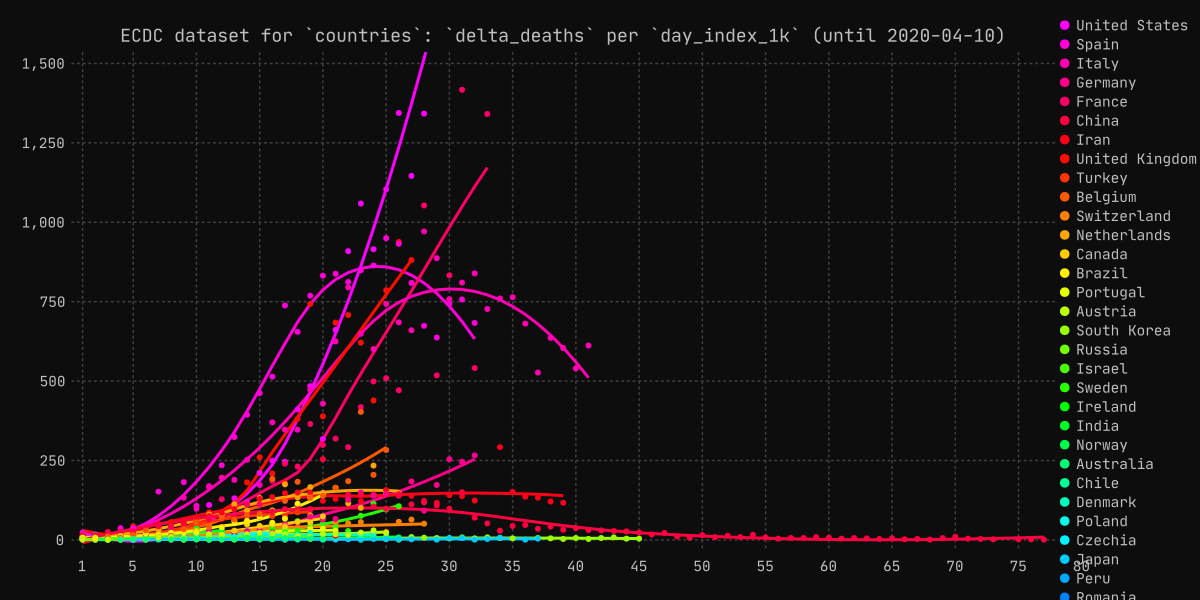 ECDC dataset for `countries`: `delta_deaths` per `day_index_1k` (until 2020-04-10)
1,500
1,250
1,000
750
500
250
0
1 5 10 15 20 25 30 35 40 45 50 55 60 65 70 75 80
United States
Spain
Italy
Germany
France
China
Iran
United Kingdom
Turkey
Belgium
Switzerland
Netherlands
Canada
Brazil
Portugal
Austria
South Korea
Russia
Israel
Sweden
Ireland
India
Norway
Australia
Chile
Denmark
Poland
Czechia
Japan
Peru
Romania